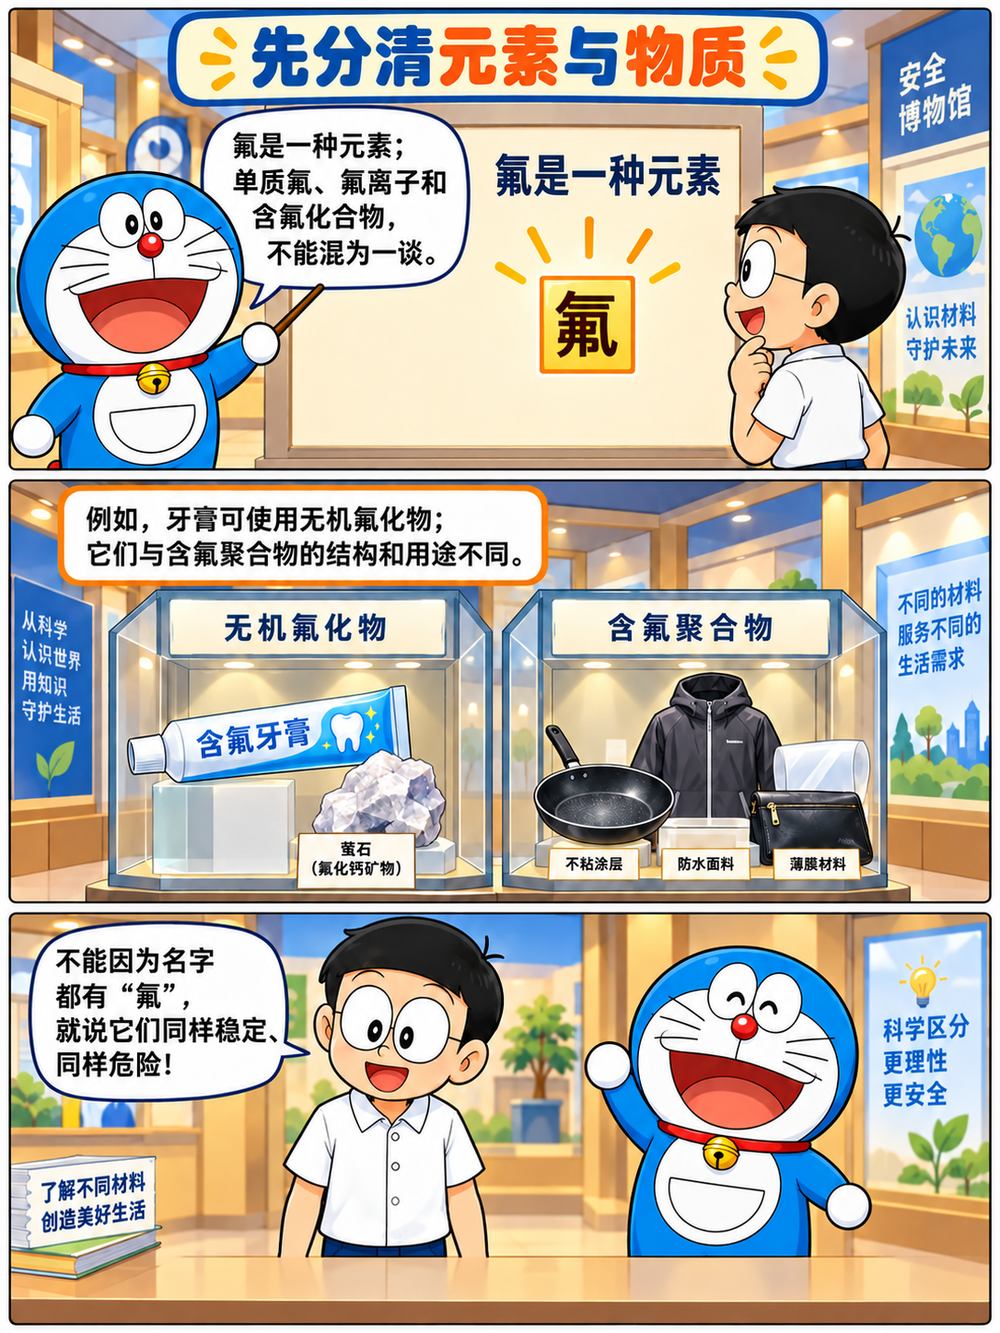 先分清元素与物质
安全
博物馆
氟是一种元素；
单质氟、氟离子和
含氟化合物，
不能混为一谈。
氟是一种元素
氟
认识材料
守护未来
例如，牙膏可使用无机氟化物；
它们与含氟聚合物的结构和用途不同。
从科学
认识世界
用知识
守护生活
无机氟化物
含氟牙膏
萤石
（氟化钙矿物）
含氟聚合物
不粘涂层
防水面料
薄膜材料
不同的材料
服务不同的
生活需求
不能因为名字
都有“氟”，
就说它们同样稳定、
同样危险！
科学区分
更理性
更安全
了解不同材料
创造美好生活